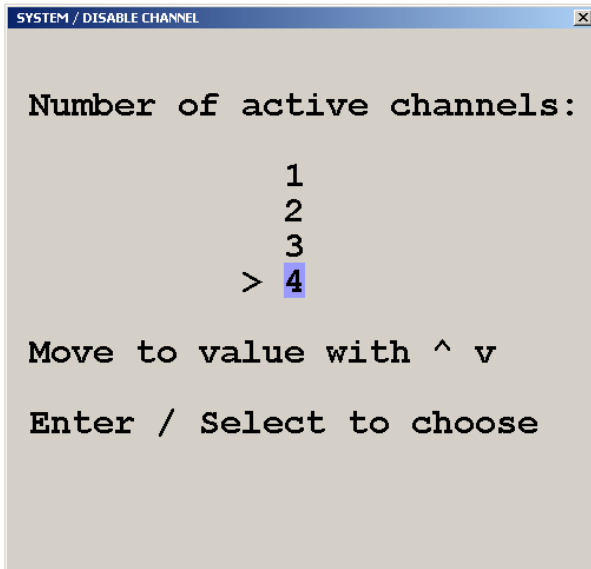 SYSTEM / DISABLE CHANNEL
Number of active channels:
1
2
3
> 4
Move to value with ^ v
Enter / Select to choose